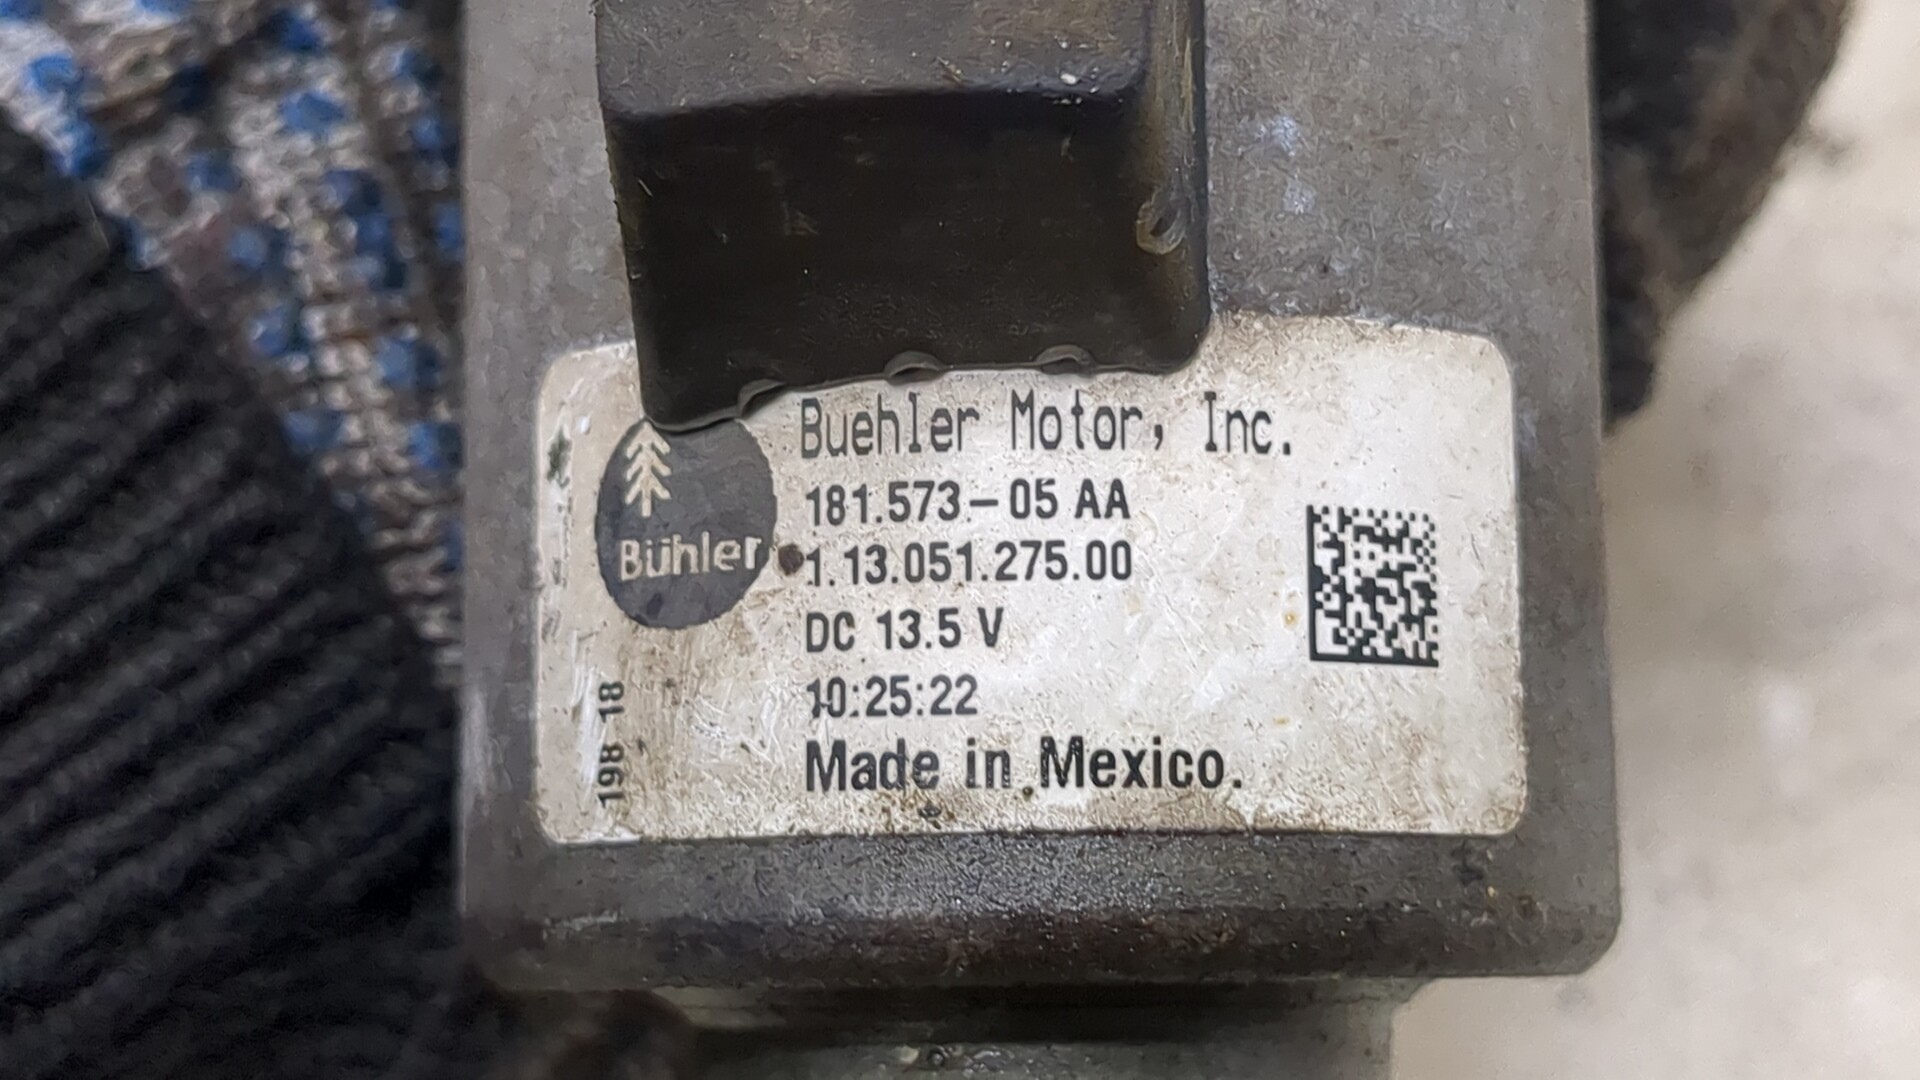 Buehler Motor, Inc.
181.573-05 AA
1.13.051.275.00
DC 13.5 V
10:25:22
Made in Mexico.
Bühler
198 18